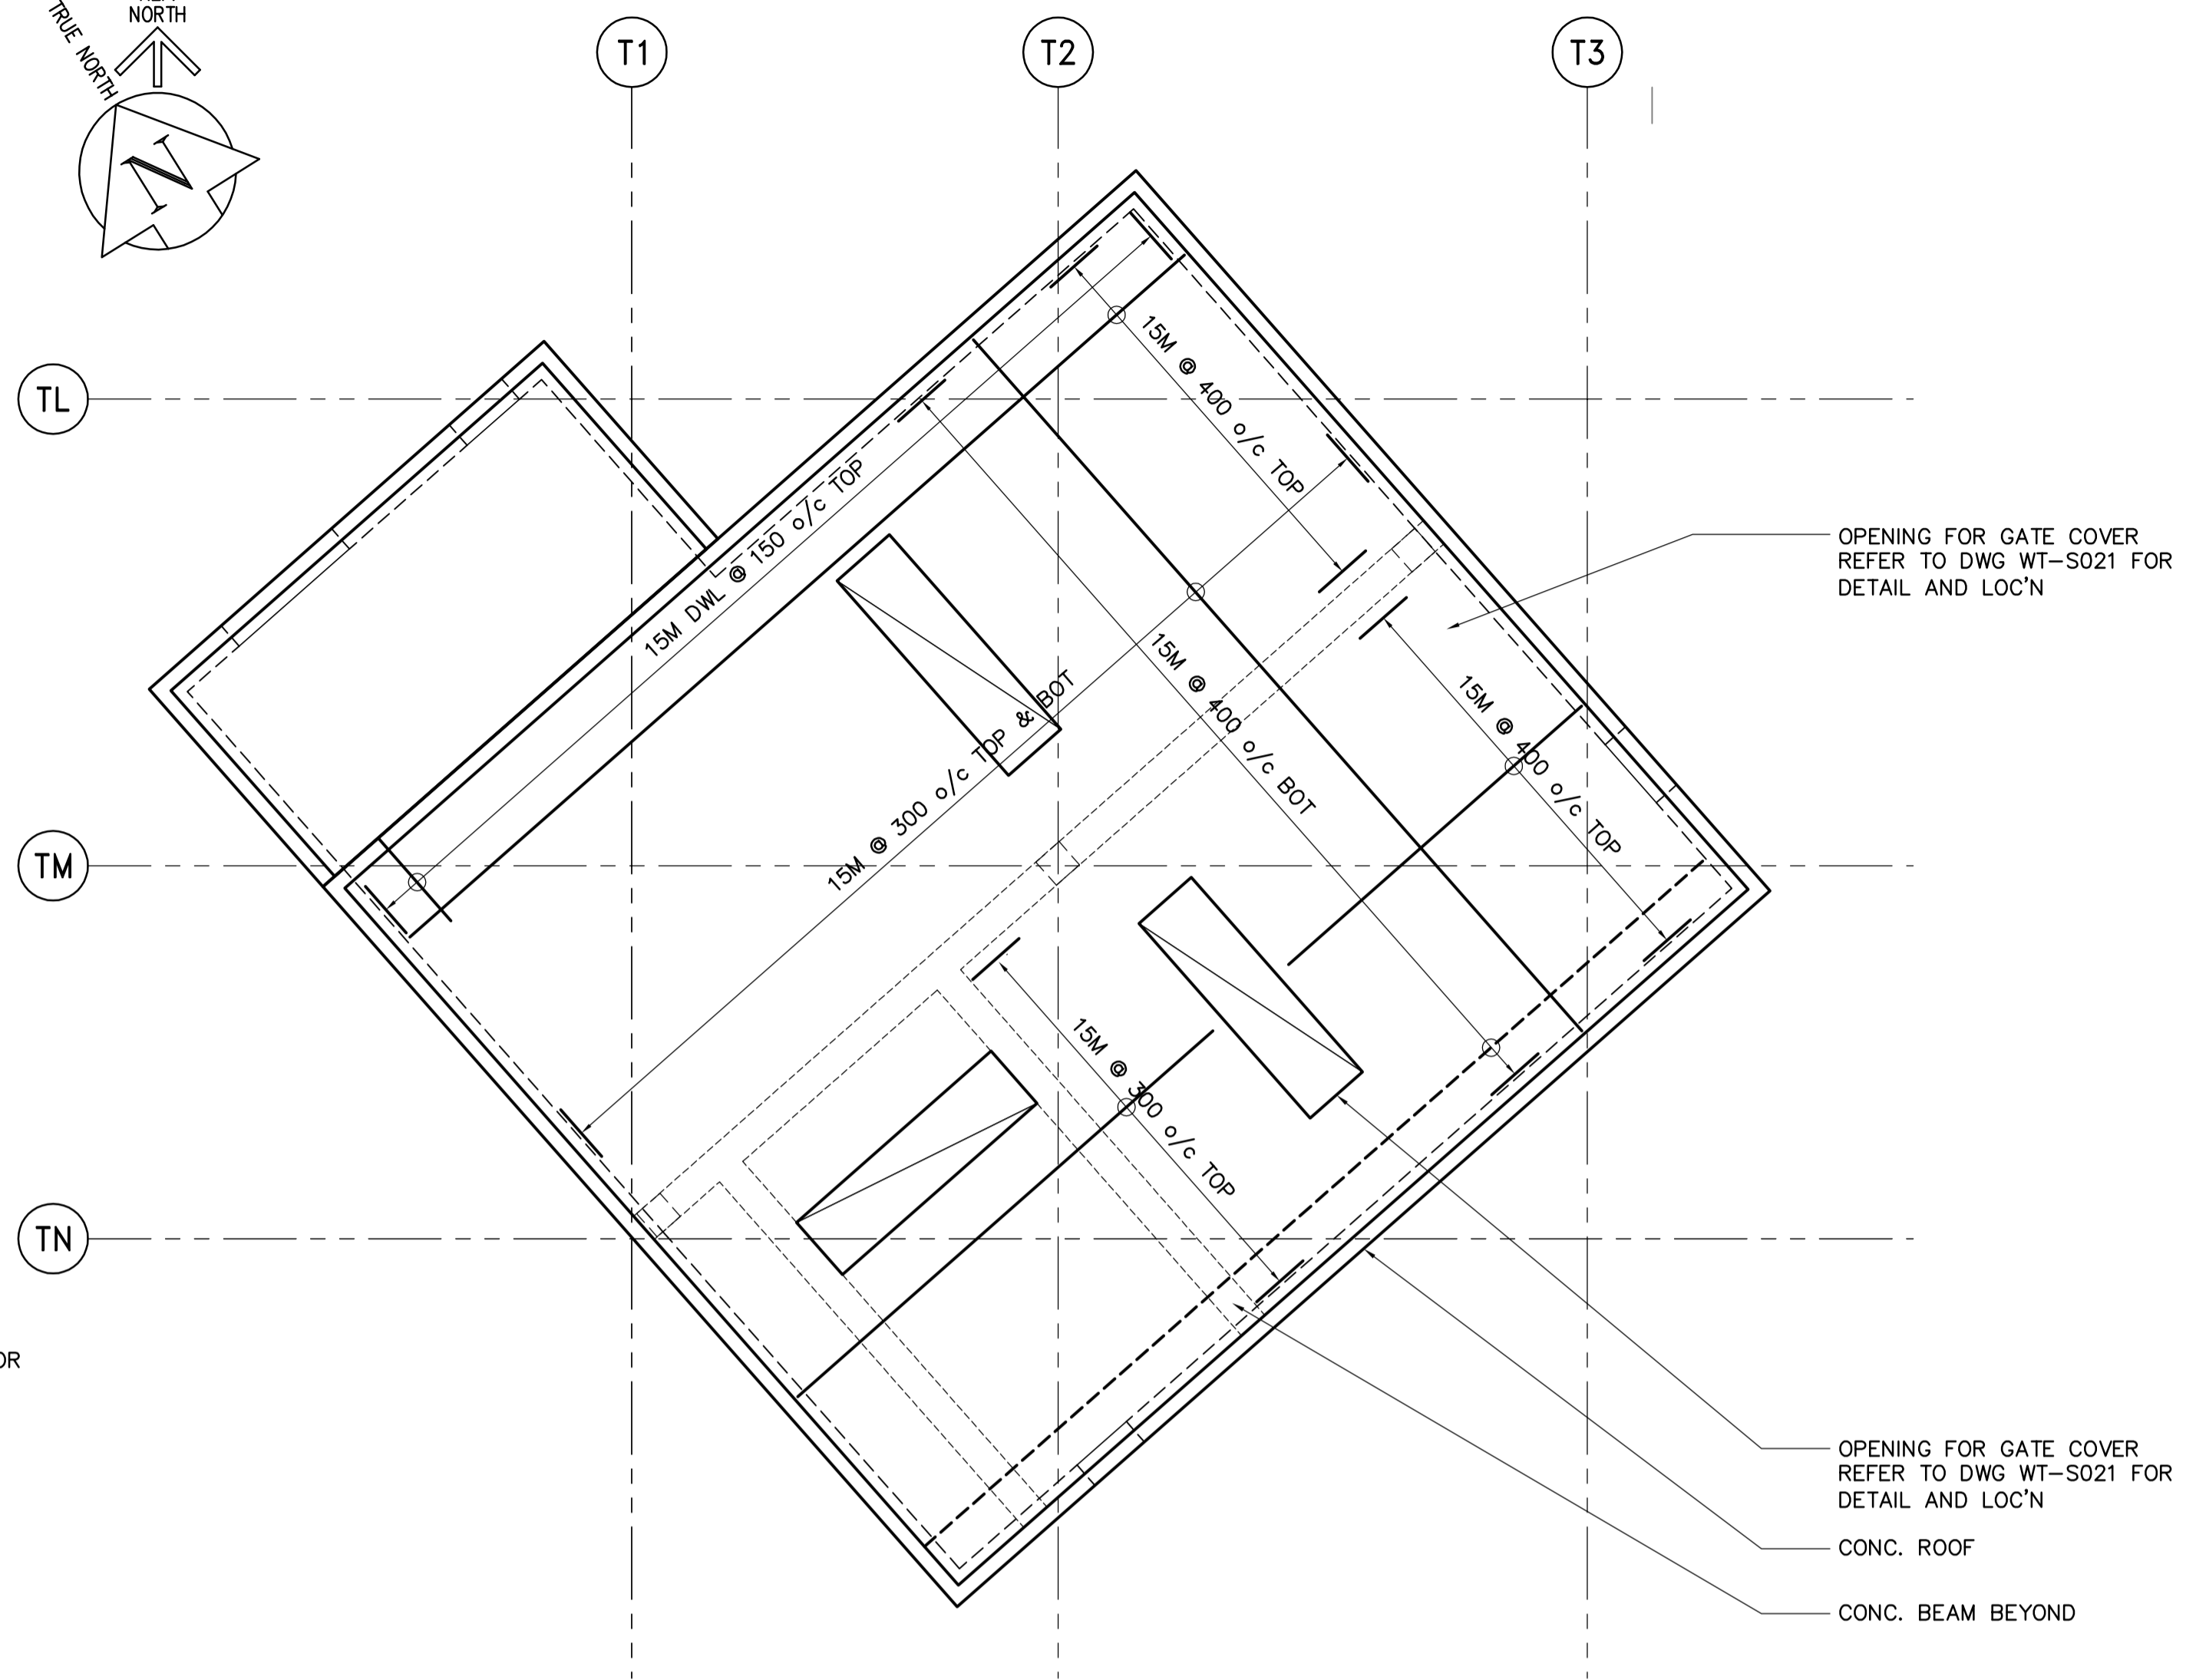 NORTH
TRUE NORTH
N
T1
T2
T3
TL
TM
TN
15M @ 400 o/c TOP
15M DWL @ 150 o/c TOP
15M @ 300 o/c TOP & BOT
15M @ 400 o/c BOT
15M @ 400 o/c TOP
15M @ 300 o/c TOP
OPENING FOR GATE COVER
REFER TO DWG WT-S021 FOR
DETAIL AND LOC'N
OR
OPENING FOR GATE COVER
REFER TO DWG WT-S021 FOR
DETAIL AND LOC'N
CONC. ROOF
CONC. BEAM BEYOND